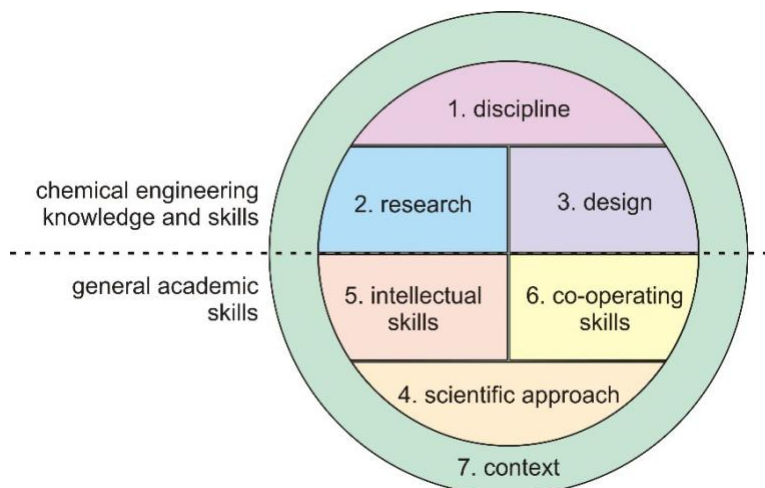 1. discipline
chemical engineering
knowledge and skills
2. research
3. design
general academic
skills
5. intellectual
skills
6. co-operating
skills
4. scientific approach
7. context